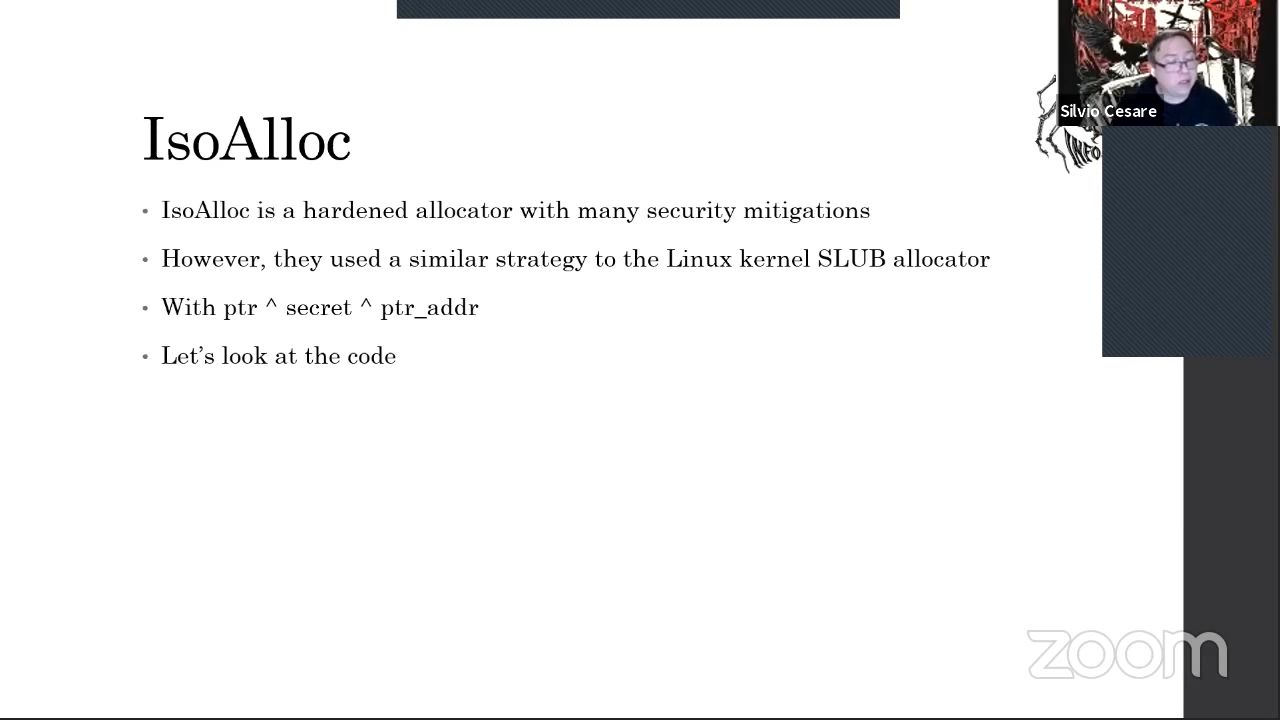 Silvio Cesare
INFO
IsoAlloc
• IsoAlloc is a hardened allocator with many security mitigations
• However, they used a similar strategy to the Linux kernel SLUB allocator
• With ptr ^ secret ^ ptr_addr
• Let’s look at the code
zoom